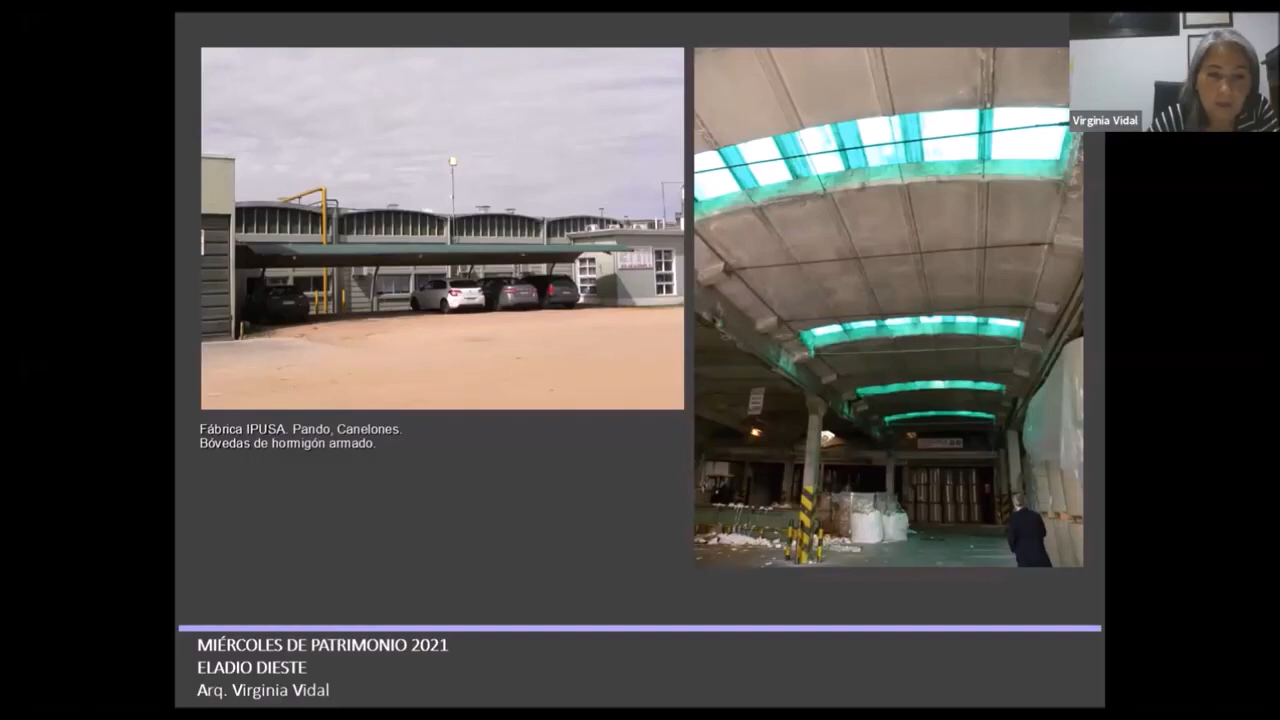 Virginia Vidal
Fábrica IPUSA. Pando, Canelones.
Bóvedas de hormigón armado.
MIÉRCOLES DE PATRIMONIO 2021
ELADIO DIESTE
Arq. Virginia Vidal